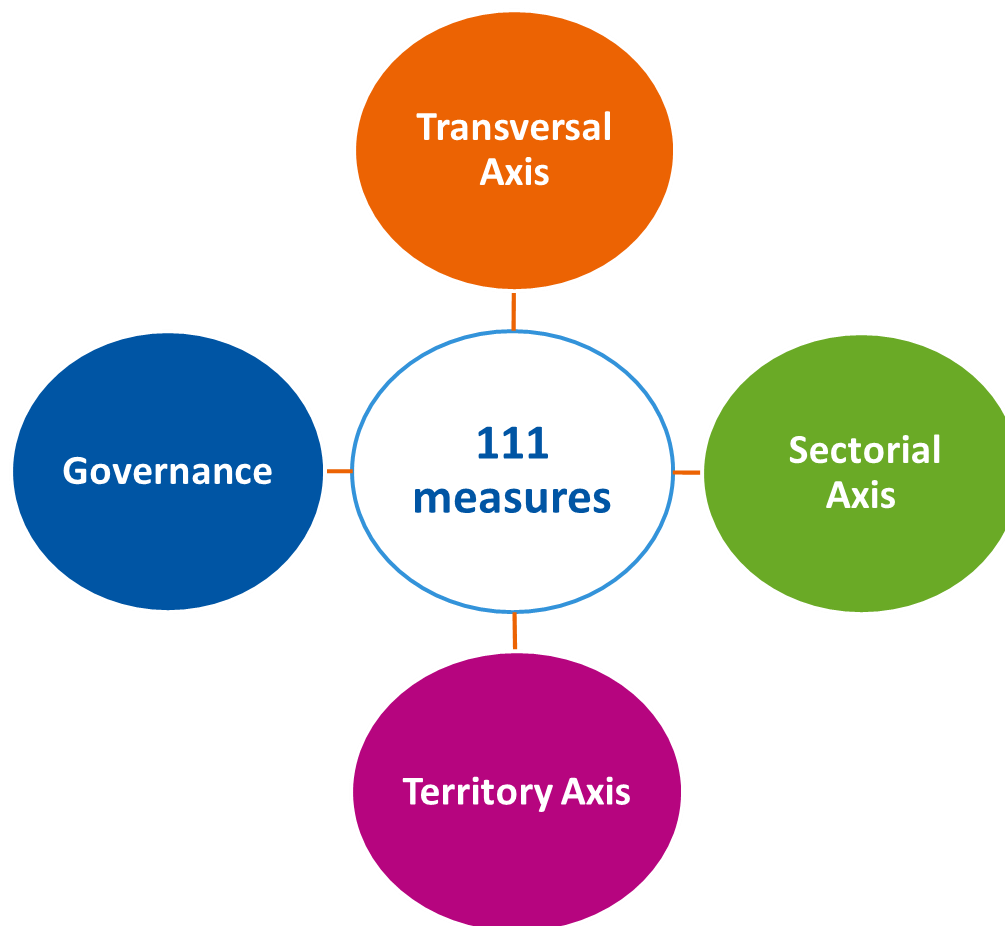 Transversal
Axis
Governance
111
measures
Sectorial
Axis
Territory Axis